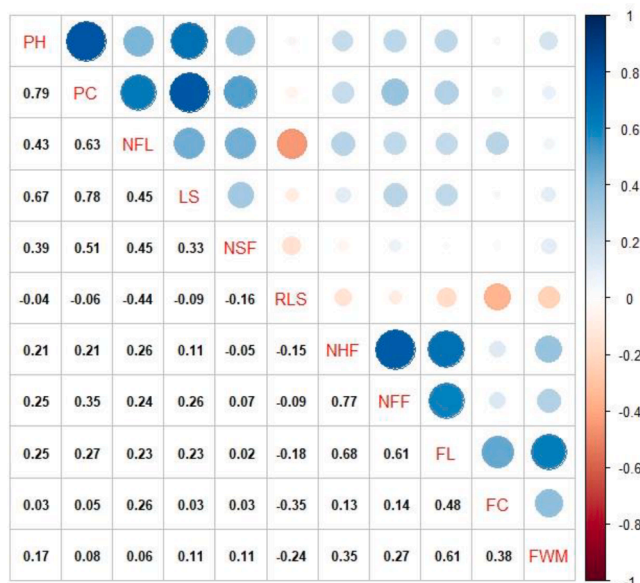 PH
0.79 PC
0.43 0.63 NFL
0.67 0.78 0.45 LS
0.39 0.51 0.45 0.33 NSF
-0.04 -0.06 -0.44 -0.09 -0.16 RLS
0.21 0.21 0.26 0.11 -0.05 -0.15 NHF
0.25 0.35 0.24 0.26 0.07 -0.09 0.77 NFF
0.25 0.27 0.23 0.23 0.02 -0.18 0.68 0.61 FL
0.03 0.05 0.26 0.03 0.03 -0.35 0.13 0.14 0.48 FC
0.17 0.08 0.06 0.11 0.11 -0.24 0.35 0.27 0.61 0.38 FWM
1
0.8
0.6
0.4
0.2
0
-0.2
-0.4
-0.6
-0.8
-1